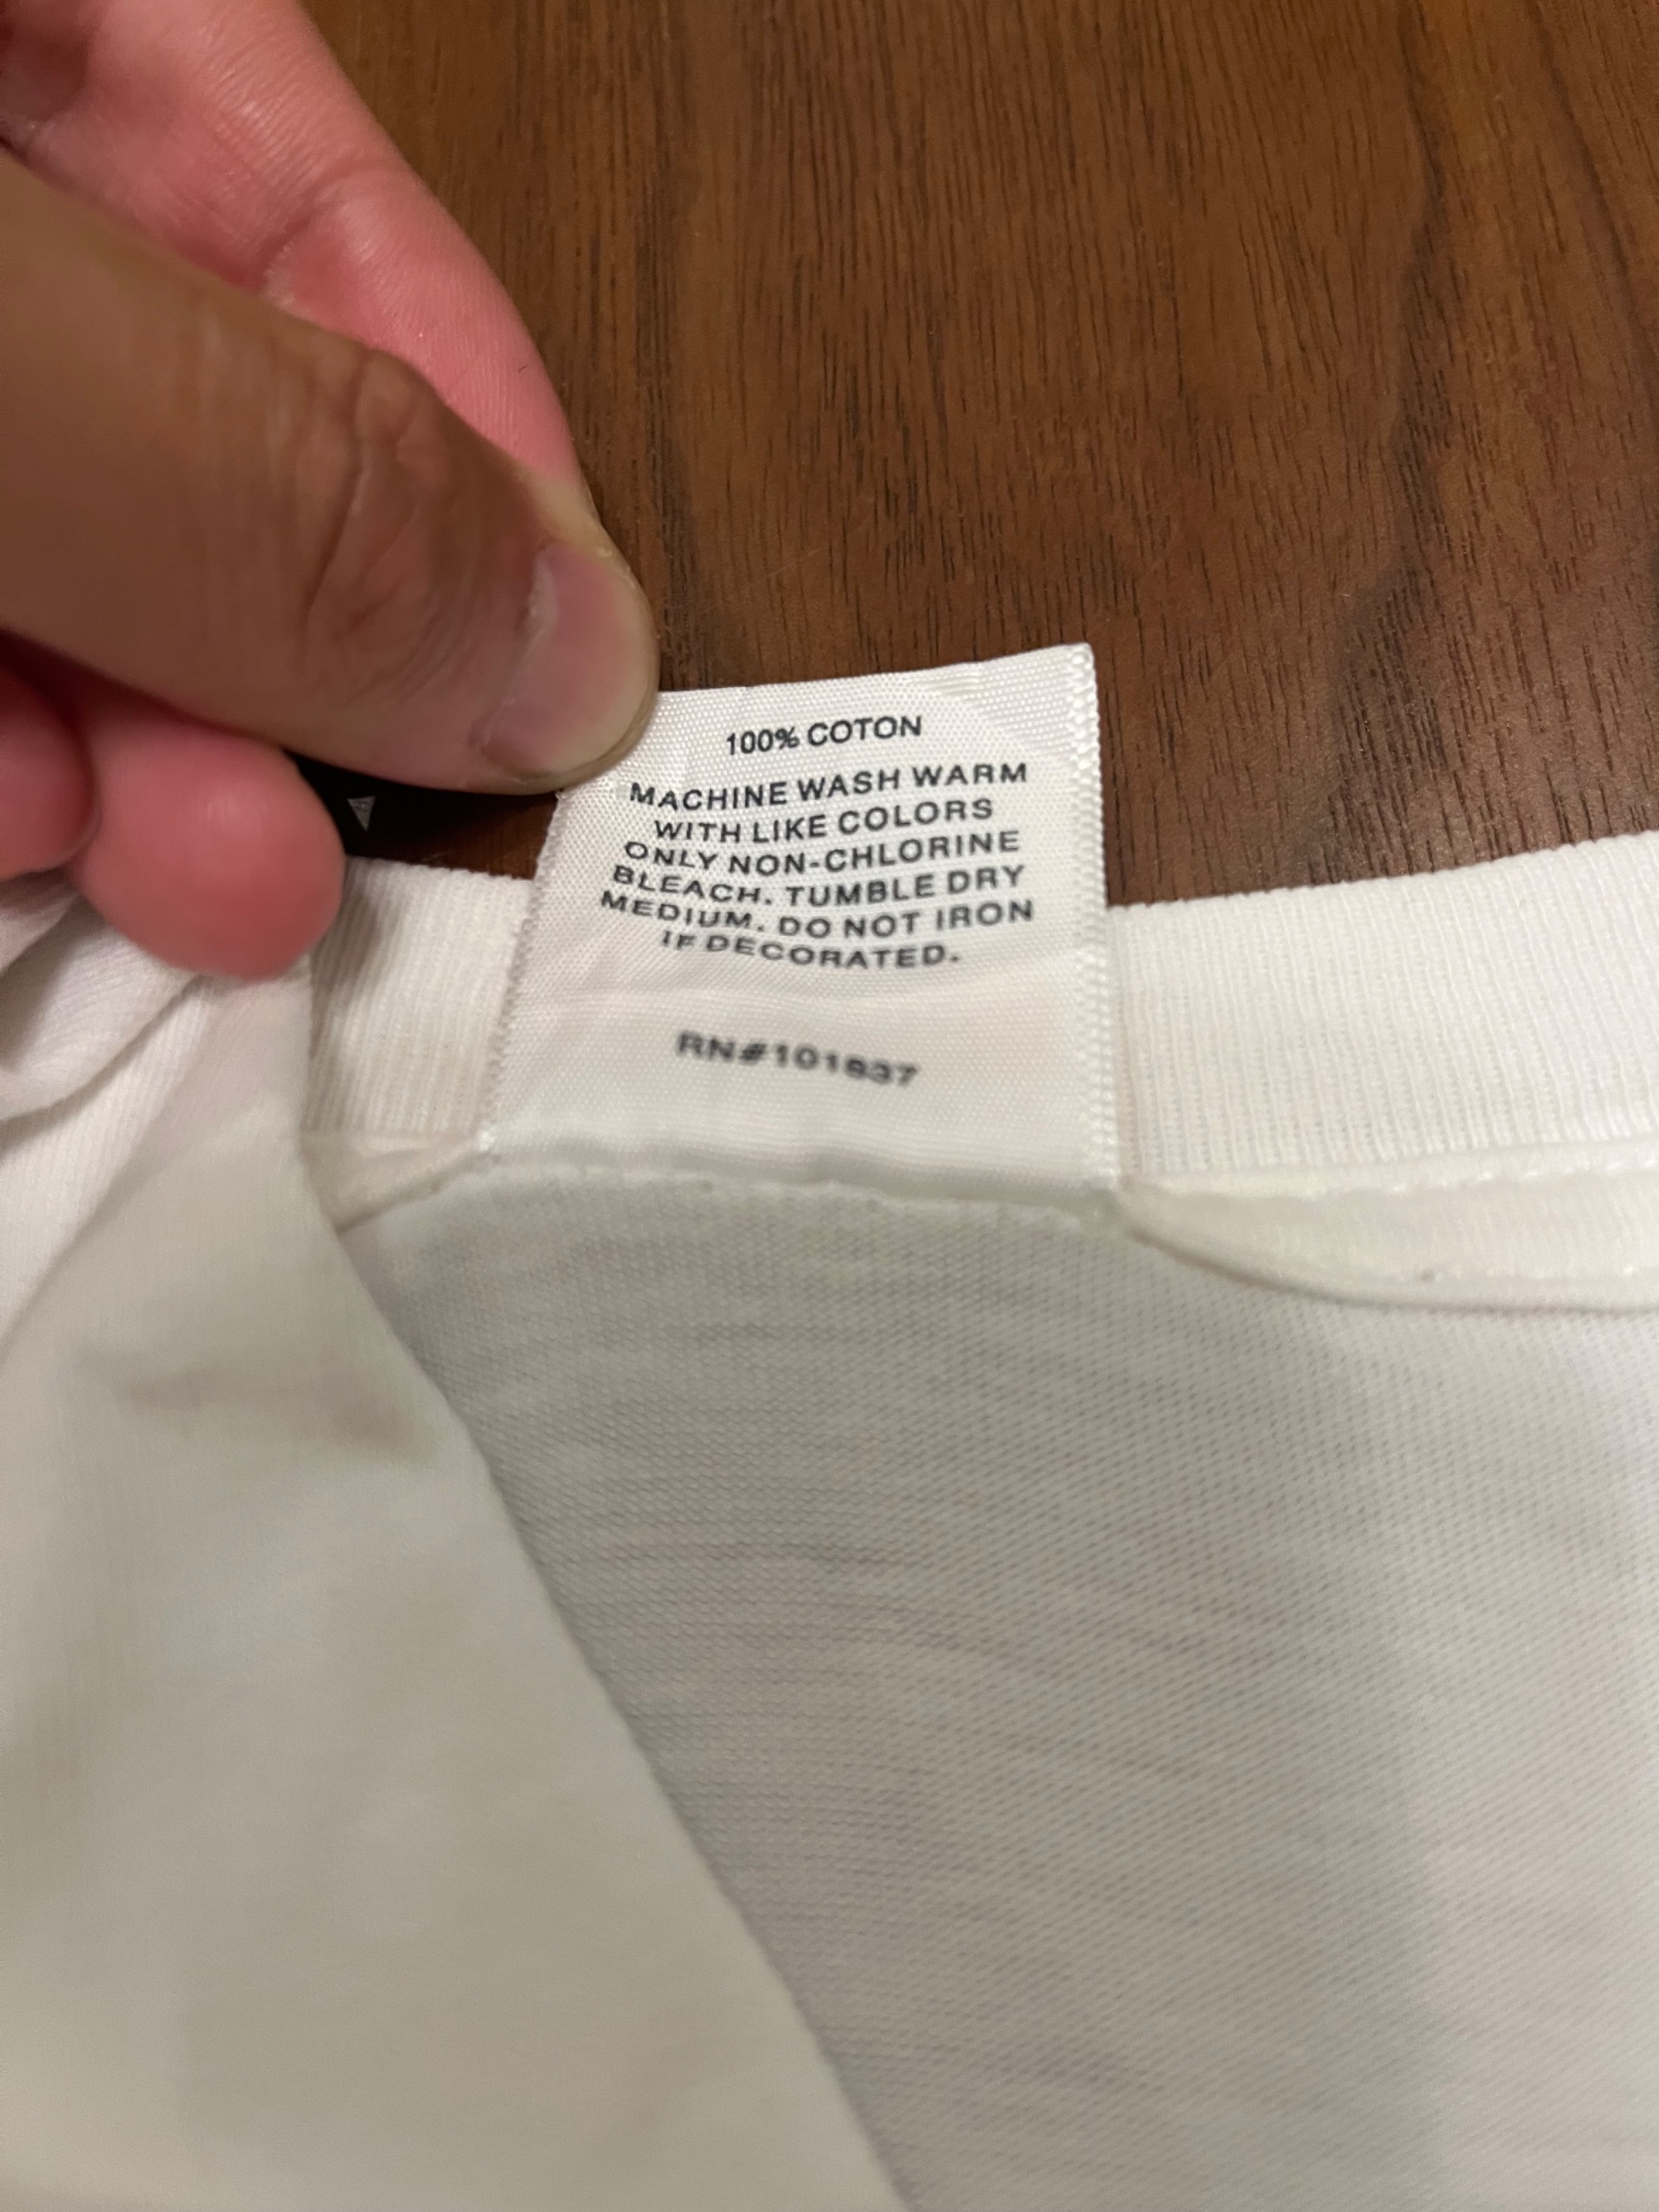 100% COTON
MACHINE WASH WARM
WITH LIKE COLORS
ONLY NON-CHLORINE
BLEACH. TUMBLE DRY
MEDIUM. DO NOT IRON
IF DECORATED.
RN#101837